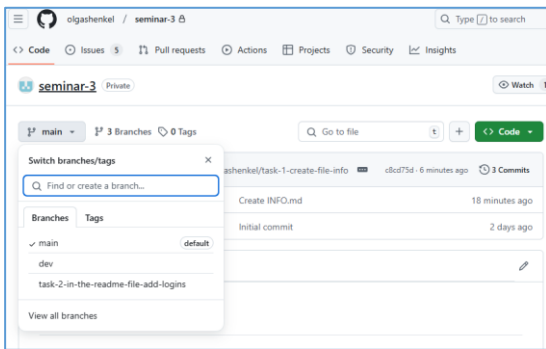 olgashenkel / seminar-3
Type / to search
Code Issues 5 Pull requests Actions Projects Security Insights
seminar-3 Private
Watch 1
main 3 Branches 0 Tags
Go to file t
Code
Switch branches/tags
Find or create a branch...
Branches Tags
main default
dev
task-2-in-the-readme-file-add-logins
View all branches
ashenkel/task-1-create-file-info ... c8cd75d · 6 minutes ago 3 Commits
Create INFO.md 18 minutes ago
Initial commit 2 days ago